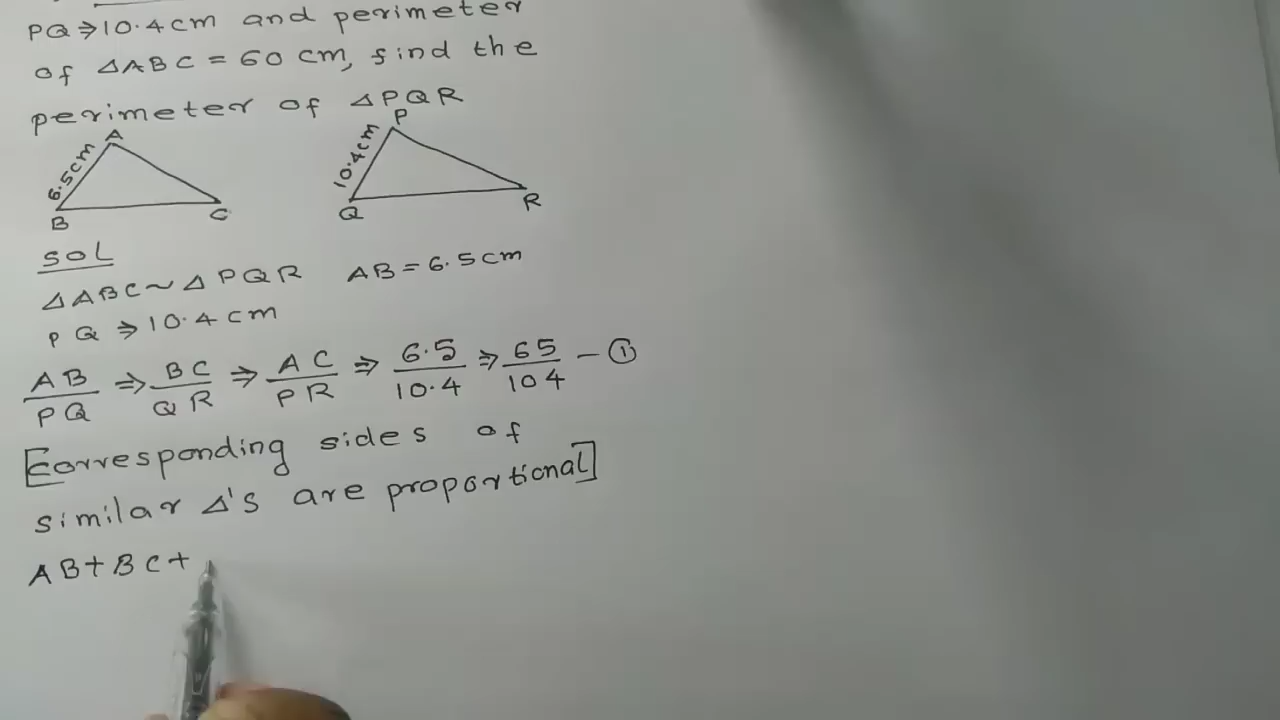 PQ ⇒ 10.4cm and perimeter
of △ABC = 60 cm, find the
perimeter of △PQR
A P
6.5cm 10.4cm
B C Q R
SOL
△ABC ~ △PQR AB = 6.5cm
PQ ⇒ 10.4cm
AB/PQ ⇒ BC/QR ⇒ AC/PR ⇒ 6.5/10.4 ⇒ 65/104 - ①
[Corresponding sides of
similar △'s are proportional]
AB + BC +